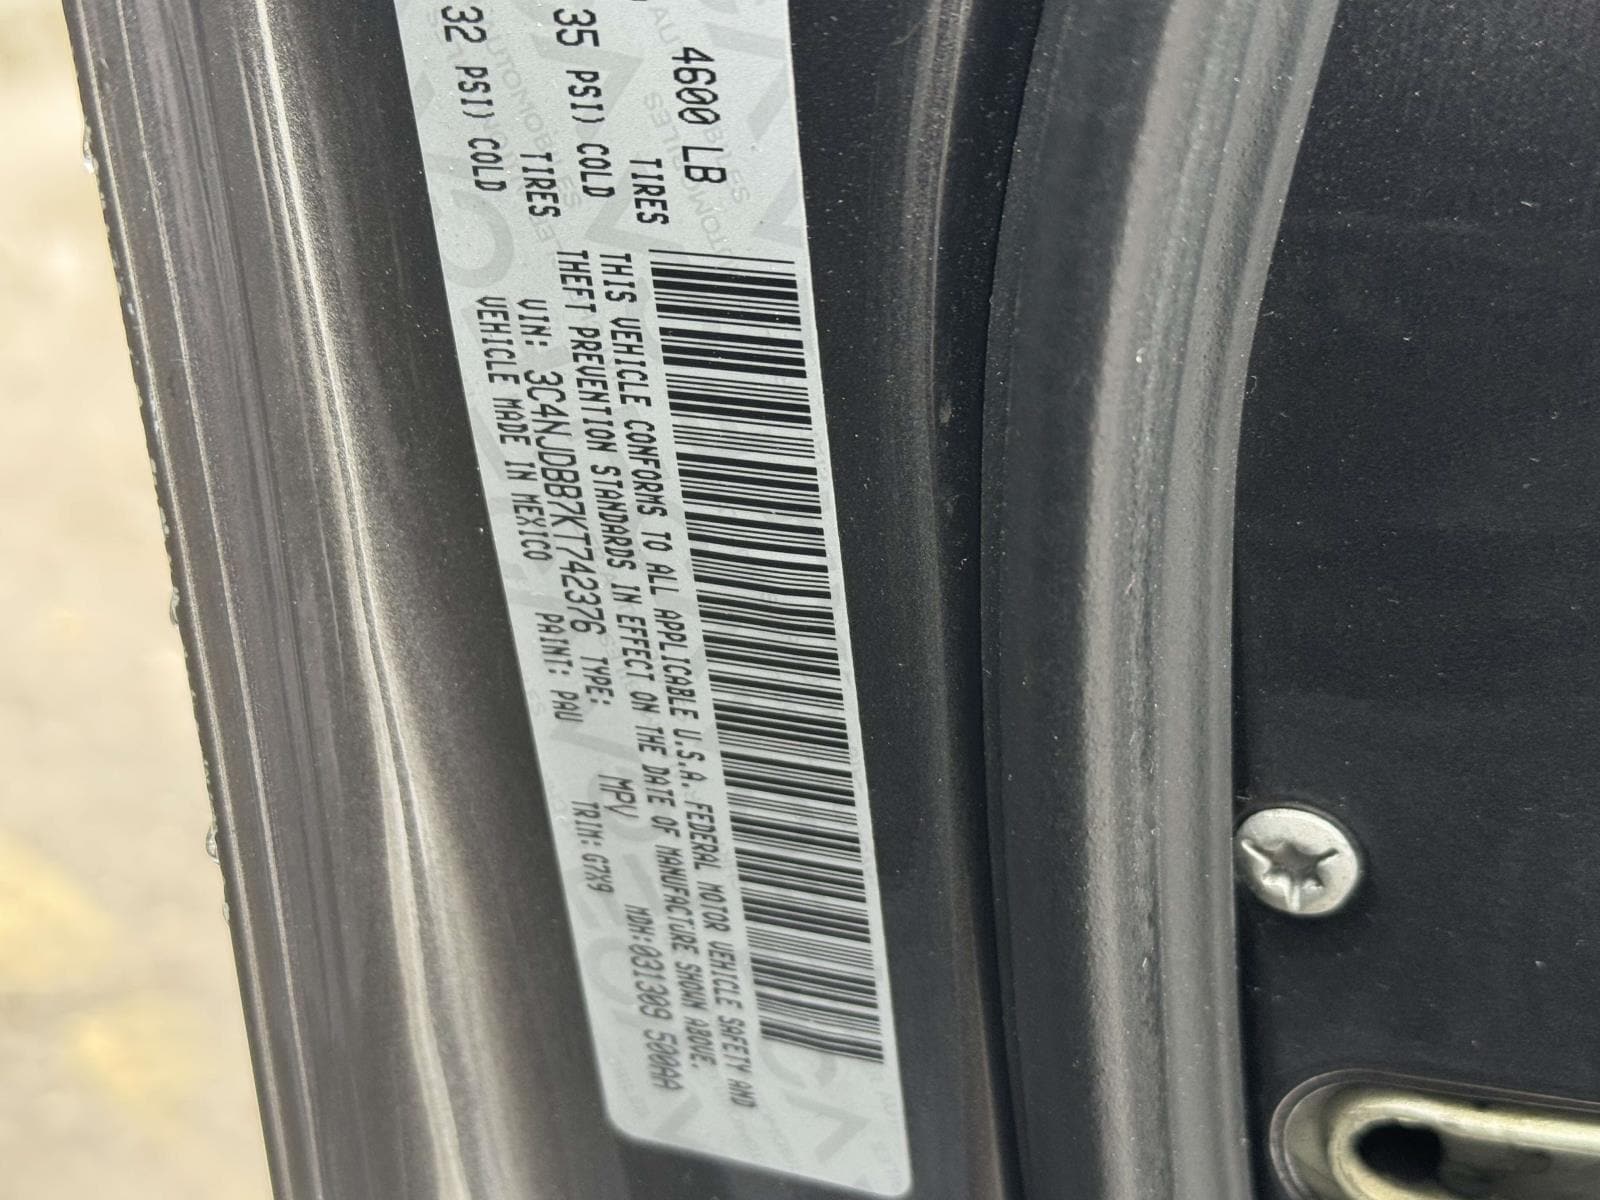 4600 LB
TIRES
35 PSI) COLD
TIRES
32 PSI) COLD
THIS VEHICLE CONFORMS TO ALL APPLICABLE U.S.A. FEDERAL MOTOR VEHICLE SAFETY AND
THEFT PREVENTION STANDARDS IN EFFECT ON THE DATE OF MANUFACTURE SHOWN ABOVE.
VIN: 3C4NJDBB7KT742376 TYPE: MPV MDH:031309 500AA
VEHICLE MADE IN MEXICO PAINT: PAU TRIM: G7X9